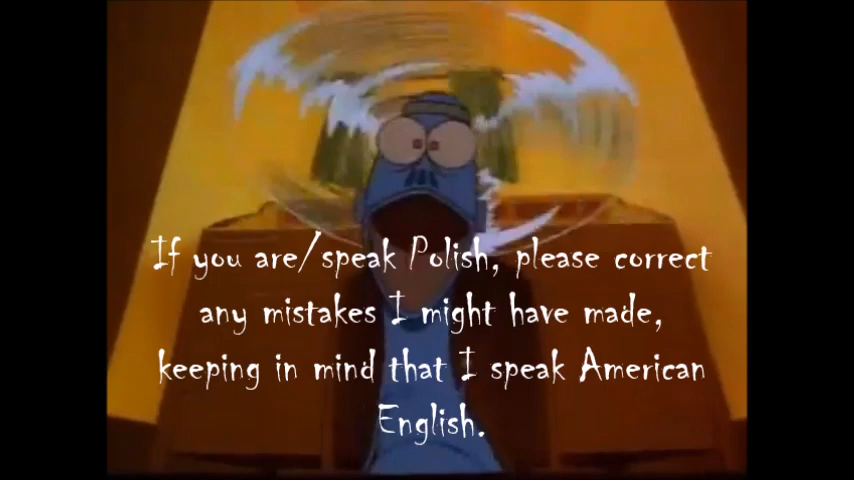 If you are/speak Polish, please correct
any mistakes I might have made,
keeping in mind that I speak American
English.